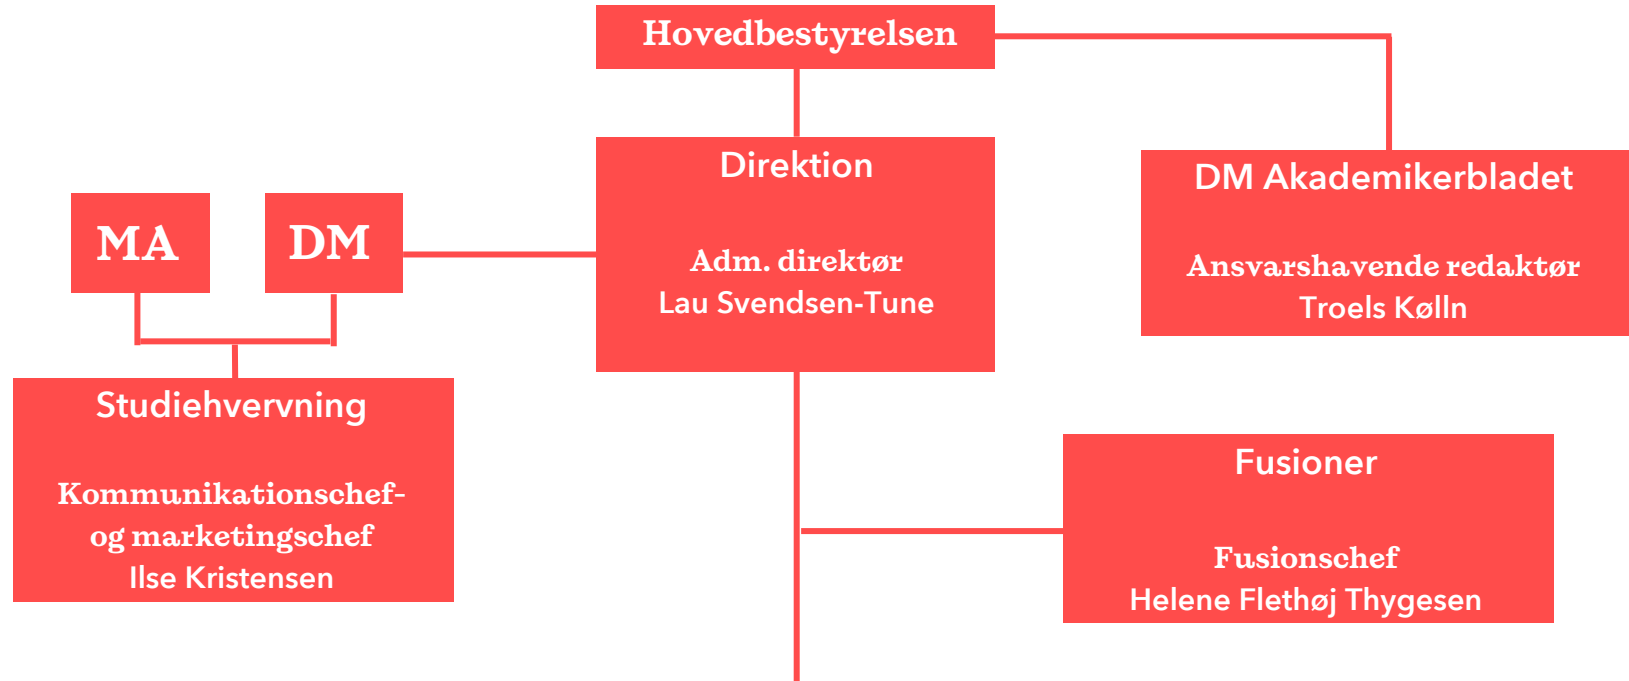 Hovedbestyrelsen
Direktion
Adm. direktør
Lau Svendsen-Tune
DM Akademikerbladet
Ansvarshavende redaktør
Troels Kølln
MA
DM
Studiehvervning
Kommunikationschef-
og marketingschef
Ilse Kristensen
Fusioner
Fusionschef
Helene Flethøj Thygesen